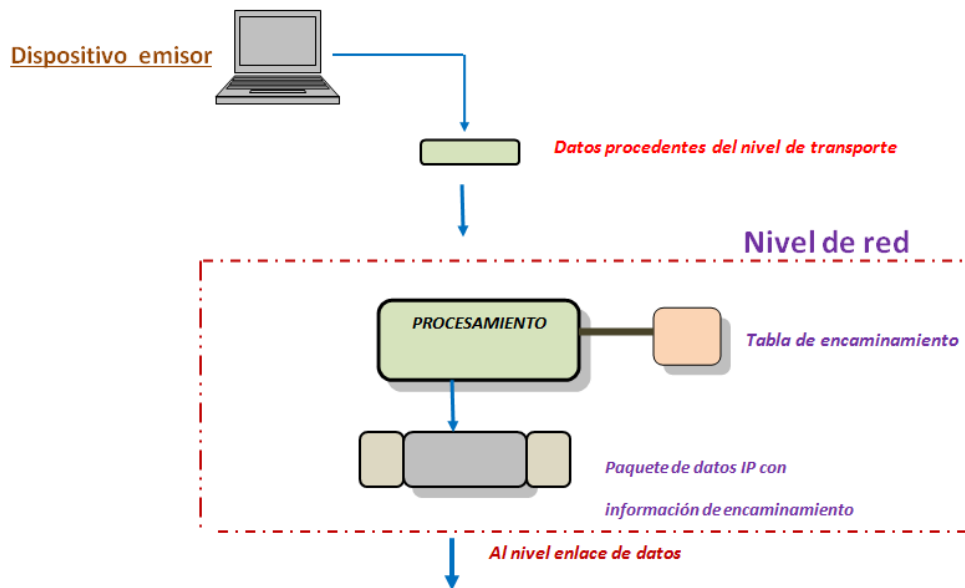 Dispositivo emisor
Datos procedentes del nivel de transporte
Nivel de red
PROCESAMIENTO
Tabla de encaminamiento
Paquete de datos IP con
información de encaminamiento
Al nivel enlace de datos